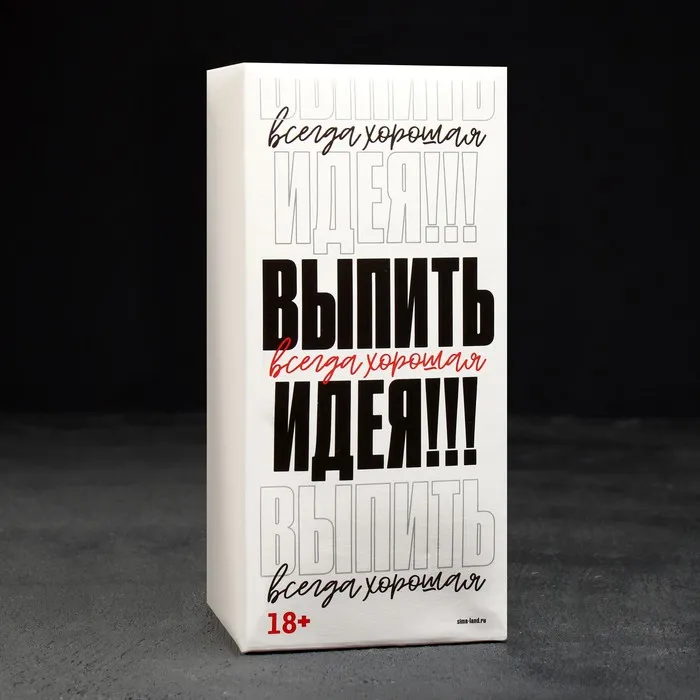 ВЫПИТЬ
всегда хорошая
ИДЕЯ!!!
ВЫПИТЬ
всегда хорошая
ИДЕЯ!!!
ВЫПИТЬ
всегда хорошая
18+
sima-land.ru